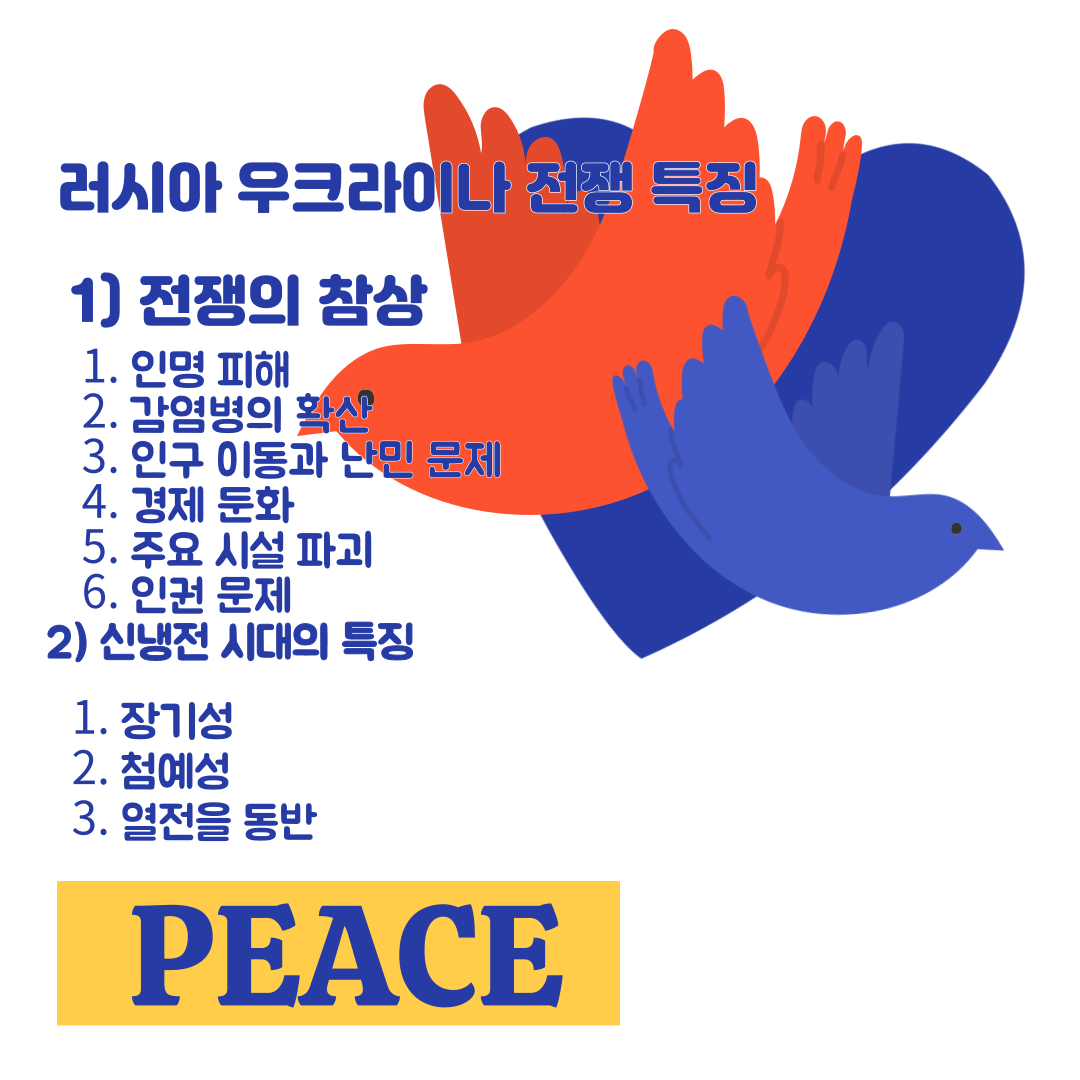 러시아 우크라이나 전쟁 특징
1) 전쟁의 참상
1. 인명 피해
2. 감염병의 확산
3. 인구 이동과 난민 문제
4. 경제 둔화
5. 주요 시설 파괴
6. 인권 문제
2) 신냉전 시대의 특징
1. 장기성
2. 첨예성
3. 열전을 동반
PEACE